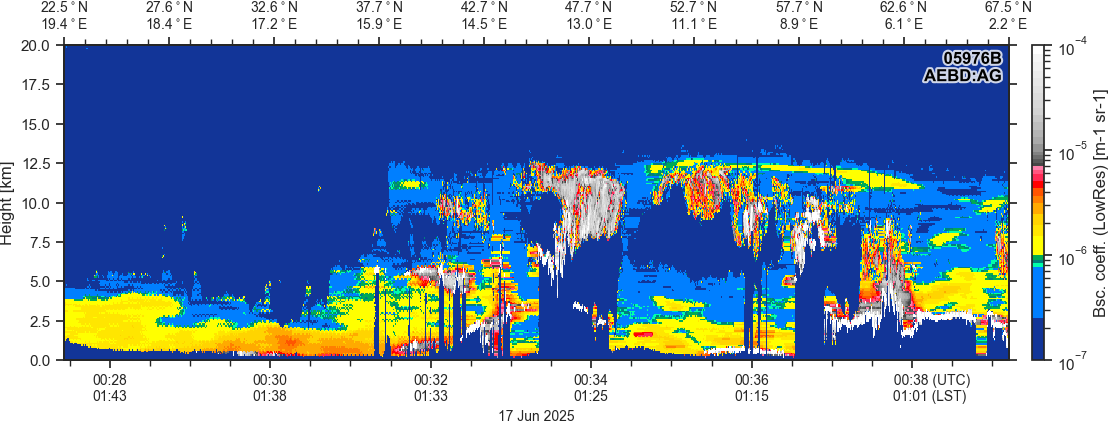 22.5 ° N 27.6 ° N 32.6 ° N 37.7 ° N 42.7 ° N 47.7 ° N 52.7 ° N 57.7 ° N 62.6 ° N 67.5 ° N
19.4 ° E 18.4 ° E 17.2 ° E 15.9 ° E 14.5 ° E 13.0 ° E 11.1 ° E 8.9 ° E 6.1 ° E 2.2 ° E
05976B
AEBD:AG
Height [km]
20.0
17.5
15.0
12.5
10.0
7.5
5.0
2.5
0.0
10⁻⁴
10⁻⁵
10⁻⁶
10⁻⁷
Bsc. coeff. (LowRes) [m-1 sr-1]
00:28 00:30 00:32 00:34 00:36 00:38 (UTC)
01:43 01:38 01:33 01:25 01:15 01:01 (LST)
17 Jun 2025